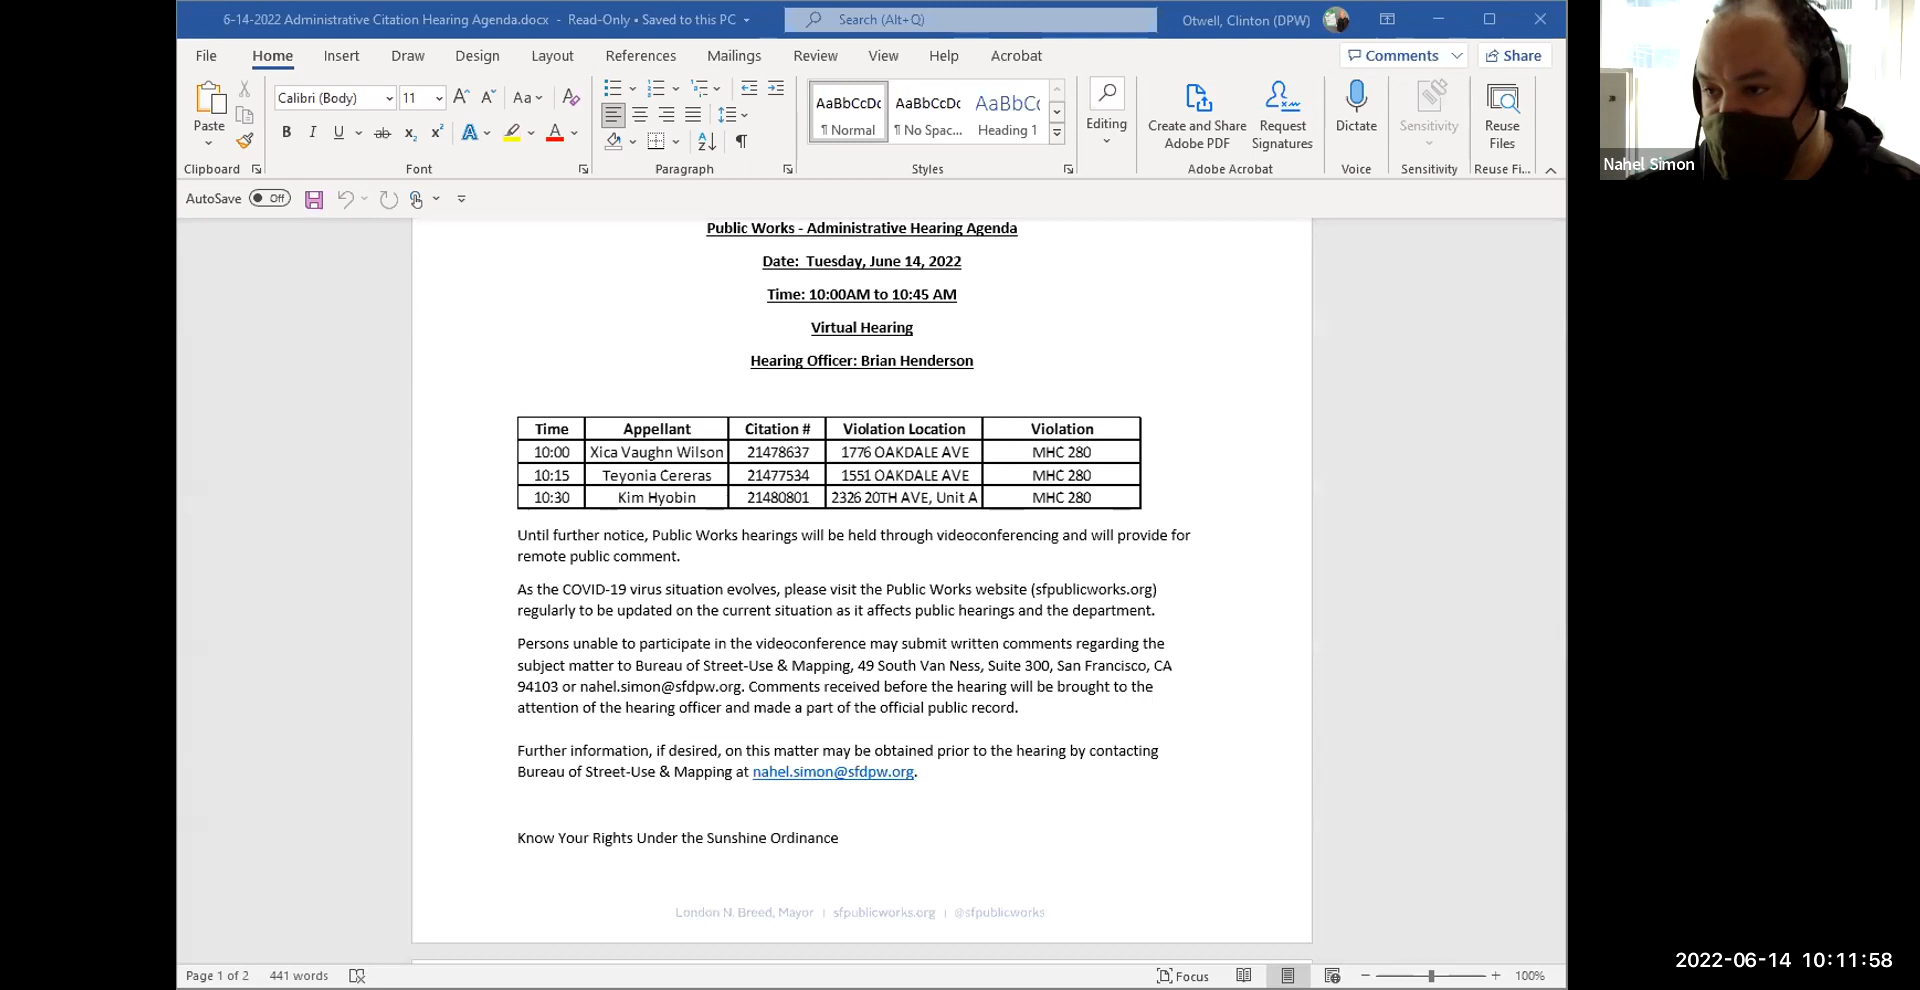 6-14-2022 Administrative Citation Hearing Agenda.docx - Read-Only • Saved to this PC
Search (Alt+Q)
Otwell, Clinton (DPW)
File Home Insert Draw Design Layout References Mailings Review View Help Acrobat
Comments Share
Paste
Calibri (Body) 11
Aa
B I U ab x₂ x² A A
AaBbCcDc AaBbCcDc AaBbCc
¶ Normal ¶ No Spac... Heading 1
Editing
Create and Share
Adobe PDF
Request
Signatures
Dictate
Sensitivity
Reuse
Files
Clipboard Font Paragraph Styles Adobe Acrobat Voice Sensitivity Reuse Fi...
AutoSave Off
Nahel Simon
Public Works - Administrative Hearing Agenda
Date: Tuesday, June 14, 2022
Time: 10:00AM to 10:45 AM
Virtual Hearing
Hearing Officer: Brian Henderson
Time Appellant Citation # Violation Location Violation
10:00 Xica Vaughn Wilson 21478637 1776 OAKDALE AVE MHC 280
10:15 Teyonia Cereras 21477534 1551 OAKDALE AVE MHC 280
10:30 Kim Hyobin 21480801 2326 20TH AVE, Unit A MHC 280
Until further notice, Public Works hearings will be held through videoconferencing and will provide for
remote public comment.
As the COVID-19 virus situation evolves, please visit the Public Works website (sfpublicworks.org)
regularly to be updated on the current situation as it affects public hearings and the department.
Persons unable to participate in the videoconference may submit written comments regarding the
subject matter to Bureau of Street-Use & Mapping, 49 South Van Ness, Suite 300, San Francisco, CA
94103 or nahel.simon@sfdpw.org. Comments received before the hearing will be brought to the
attention of the hearing officer and made a part of the official public record.
Further information, if desired, on this matter may be obtained prior to the hearing by contacting
Bureau of Street-Use & Mapping at nahel.simon@sfdpw.org.
Know Your Rights Under the Sunshine Ordinance
London N. Breed, Mayor | sfpublicworks.org | @sfpublicworks
Page 1 of 2 441 words
Focus
100%
2022-06-14 10:11:58